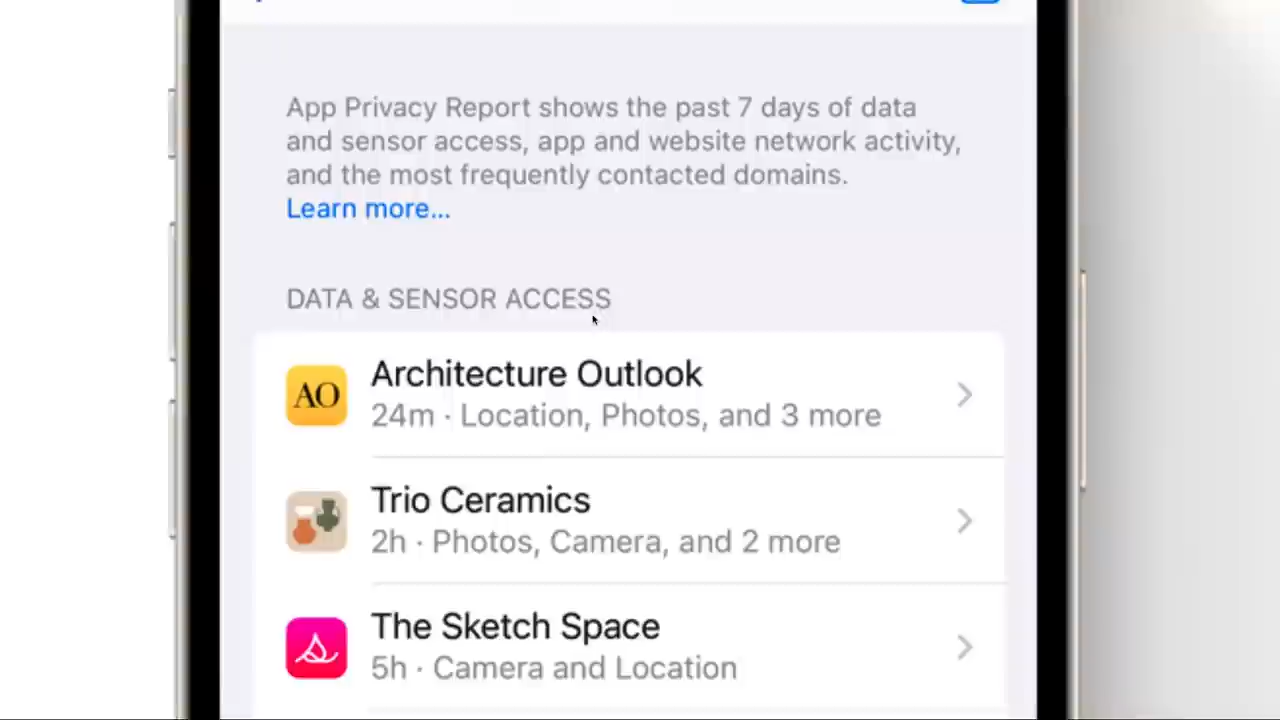 App Privacy Report shows the past 7 days of data
and sensor access, app and website network activity,
and the most frequently contacted domains.
Learn more...
DATA & SENSOR ACCESS
AO
Architecture Outlook
24m · Location, Photos, and 3 more
Trio Ceramics
2h · Photos, Camera, and 2 more
The Sketch Space
5h · Camera and Location